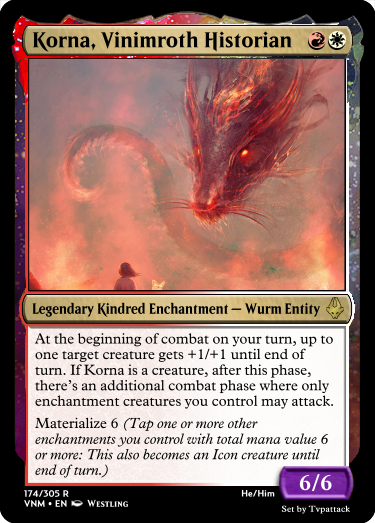 Korna, Vinimroth Historian
Legendary Kindred Enchantment — Wurm Entity
At the beginning of combat on your turn, up to
one target creature gets +1/+1 until end of
turn. If Korna is a creature, after this phase,
there's an additional combat phase where only
enchantment creatures you control may attack.
Materialize 6 (Tap one or more other
enchantments you control with total mana value 6
or more: This also becomes an Icon creature until
end of turn.)
6/6
174/305 R
He/Him
VNM • EN Westling
Set by Tvpattack